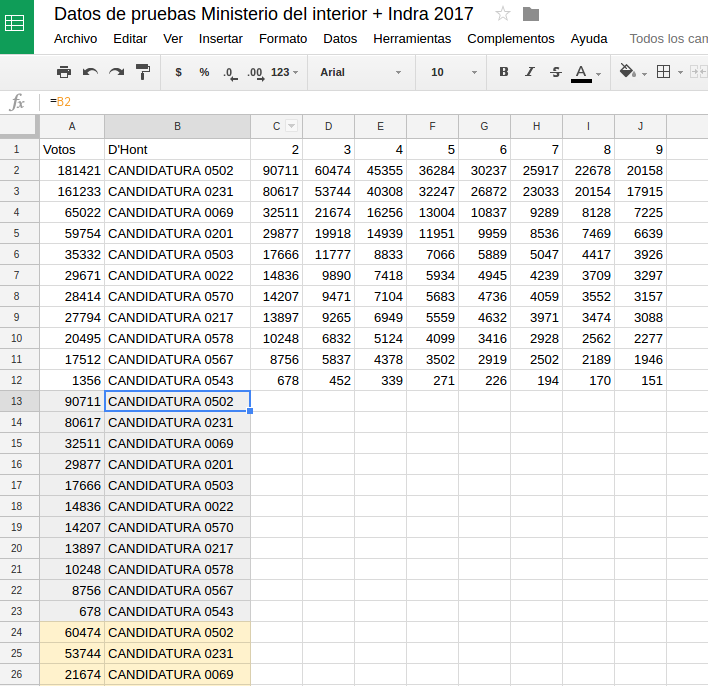 Datos de pruebas Ministerio del interior + Indra 2017
Archivo Editar Ver Insertar Formato Datos Herramientas Complementos Ayuda Todos los cam
$ % .0 .00 123 Arial 10 B I S A
fx =B2
A B C D E F G H I J
1 Votos D'Hont 2 3 4 5 6 7 8 9
2 181421 CANDIDATURA 0502 90711 60474 45355 36284 30237 25917 22678 20158
3 161233 CANDIDATURA 0231 80617 53744 40308 32247 26872 23033 20154 17915
4 65022 CANDIDATURA 0069 32511 21674 16256 13004 10837 9289 8128 7225
5 59754 CANDIDATURA 0201 29877 19918 14939 11951 9959 8536 7469 6639
6 35332 CANDIDATURA 0503 17666 11777 8833 7066 5889 5047 4417 3926
7 29671 CANDIDATURA 0022 14836 9890 7418 5934 4945 4239 3709 3297
8 28414 CANDIDATURA 0570 14207 9471 7104 5683 4736 4059 3552 3157
9 27794 CANDIDATURA 0217 13897 9265 6949 5559 4632 3971 3474 3088
10 20495 CANDIDATURA 0578 10248 6832 5124 4099 3416 2928 2562 2277
11 17512 CANDIDATURA 0567 8756 5837 4378 3502 2919 2502 2189 1946
12 1356 CANDIDATURA 0543 678 452 339 271 226 194 170 151
13 90711 CANDIDATURA 0502
14 80617 CANDIDATURA 0231
15 32511 CANDIDATURA 0069
16 29877 CANDIDATURA 0201
17 17666 CANDIDATURA 0503
18 14836 CANDIDATURA 0022
19 14207 CANDIDATURA 0570
20 13897 CANDIDATURA 0217
21 10248 CANDIDATURA 0578
22 8756 CANDIDATURA 0567
23 678 CANDIDATURA 0543
24 60474 CANDIDATURA 0502
25 53744 CANDIDATURA 0231
26 21674 CANDIDATURA 0069